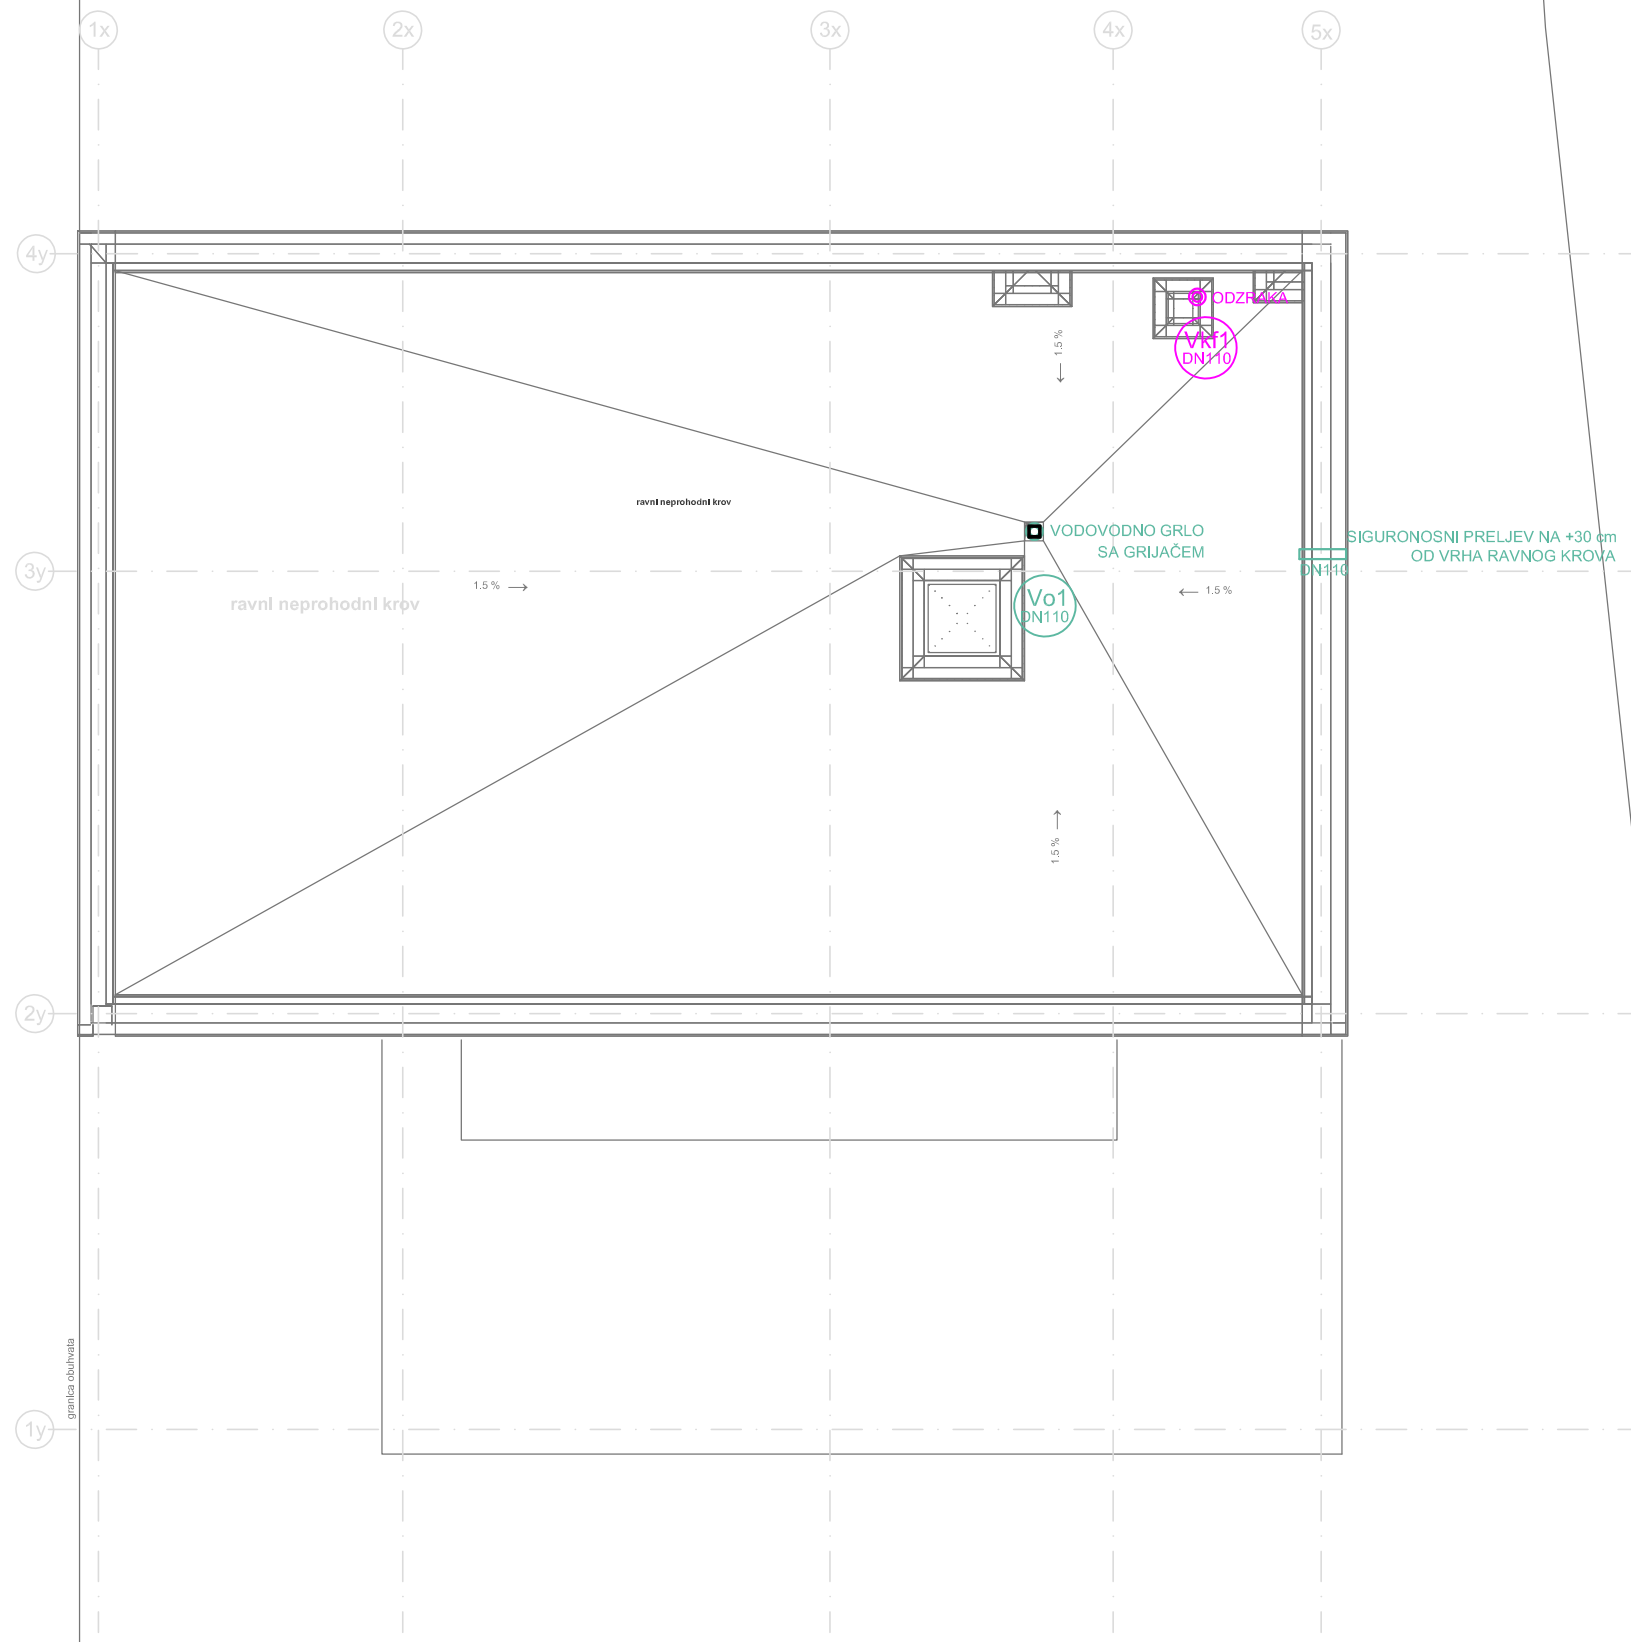 1x
2x
3x
4x
5x
4y
ODZRAKA
Vkf1
DN110
1.5 %
ravni neprohodni krov
VODOVODNO GRLO
SA GRIJAČEM
SIGURONOSNI PRELJEV NA +30 cm
OD VRHA RAVNOG KROVA
DN110
3y
1.5 %
1.5 %
ravni neprohodni krov
Vo1
DN110
1.5 %
2y
granica obuhvata
1y